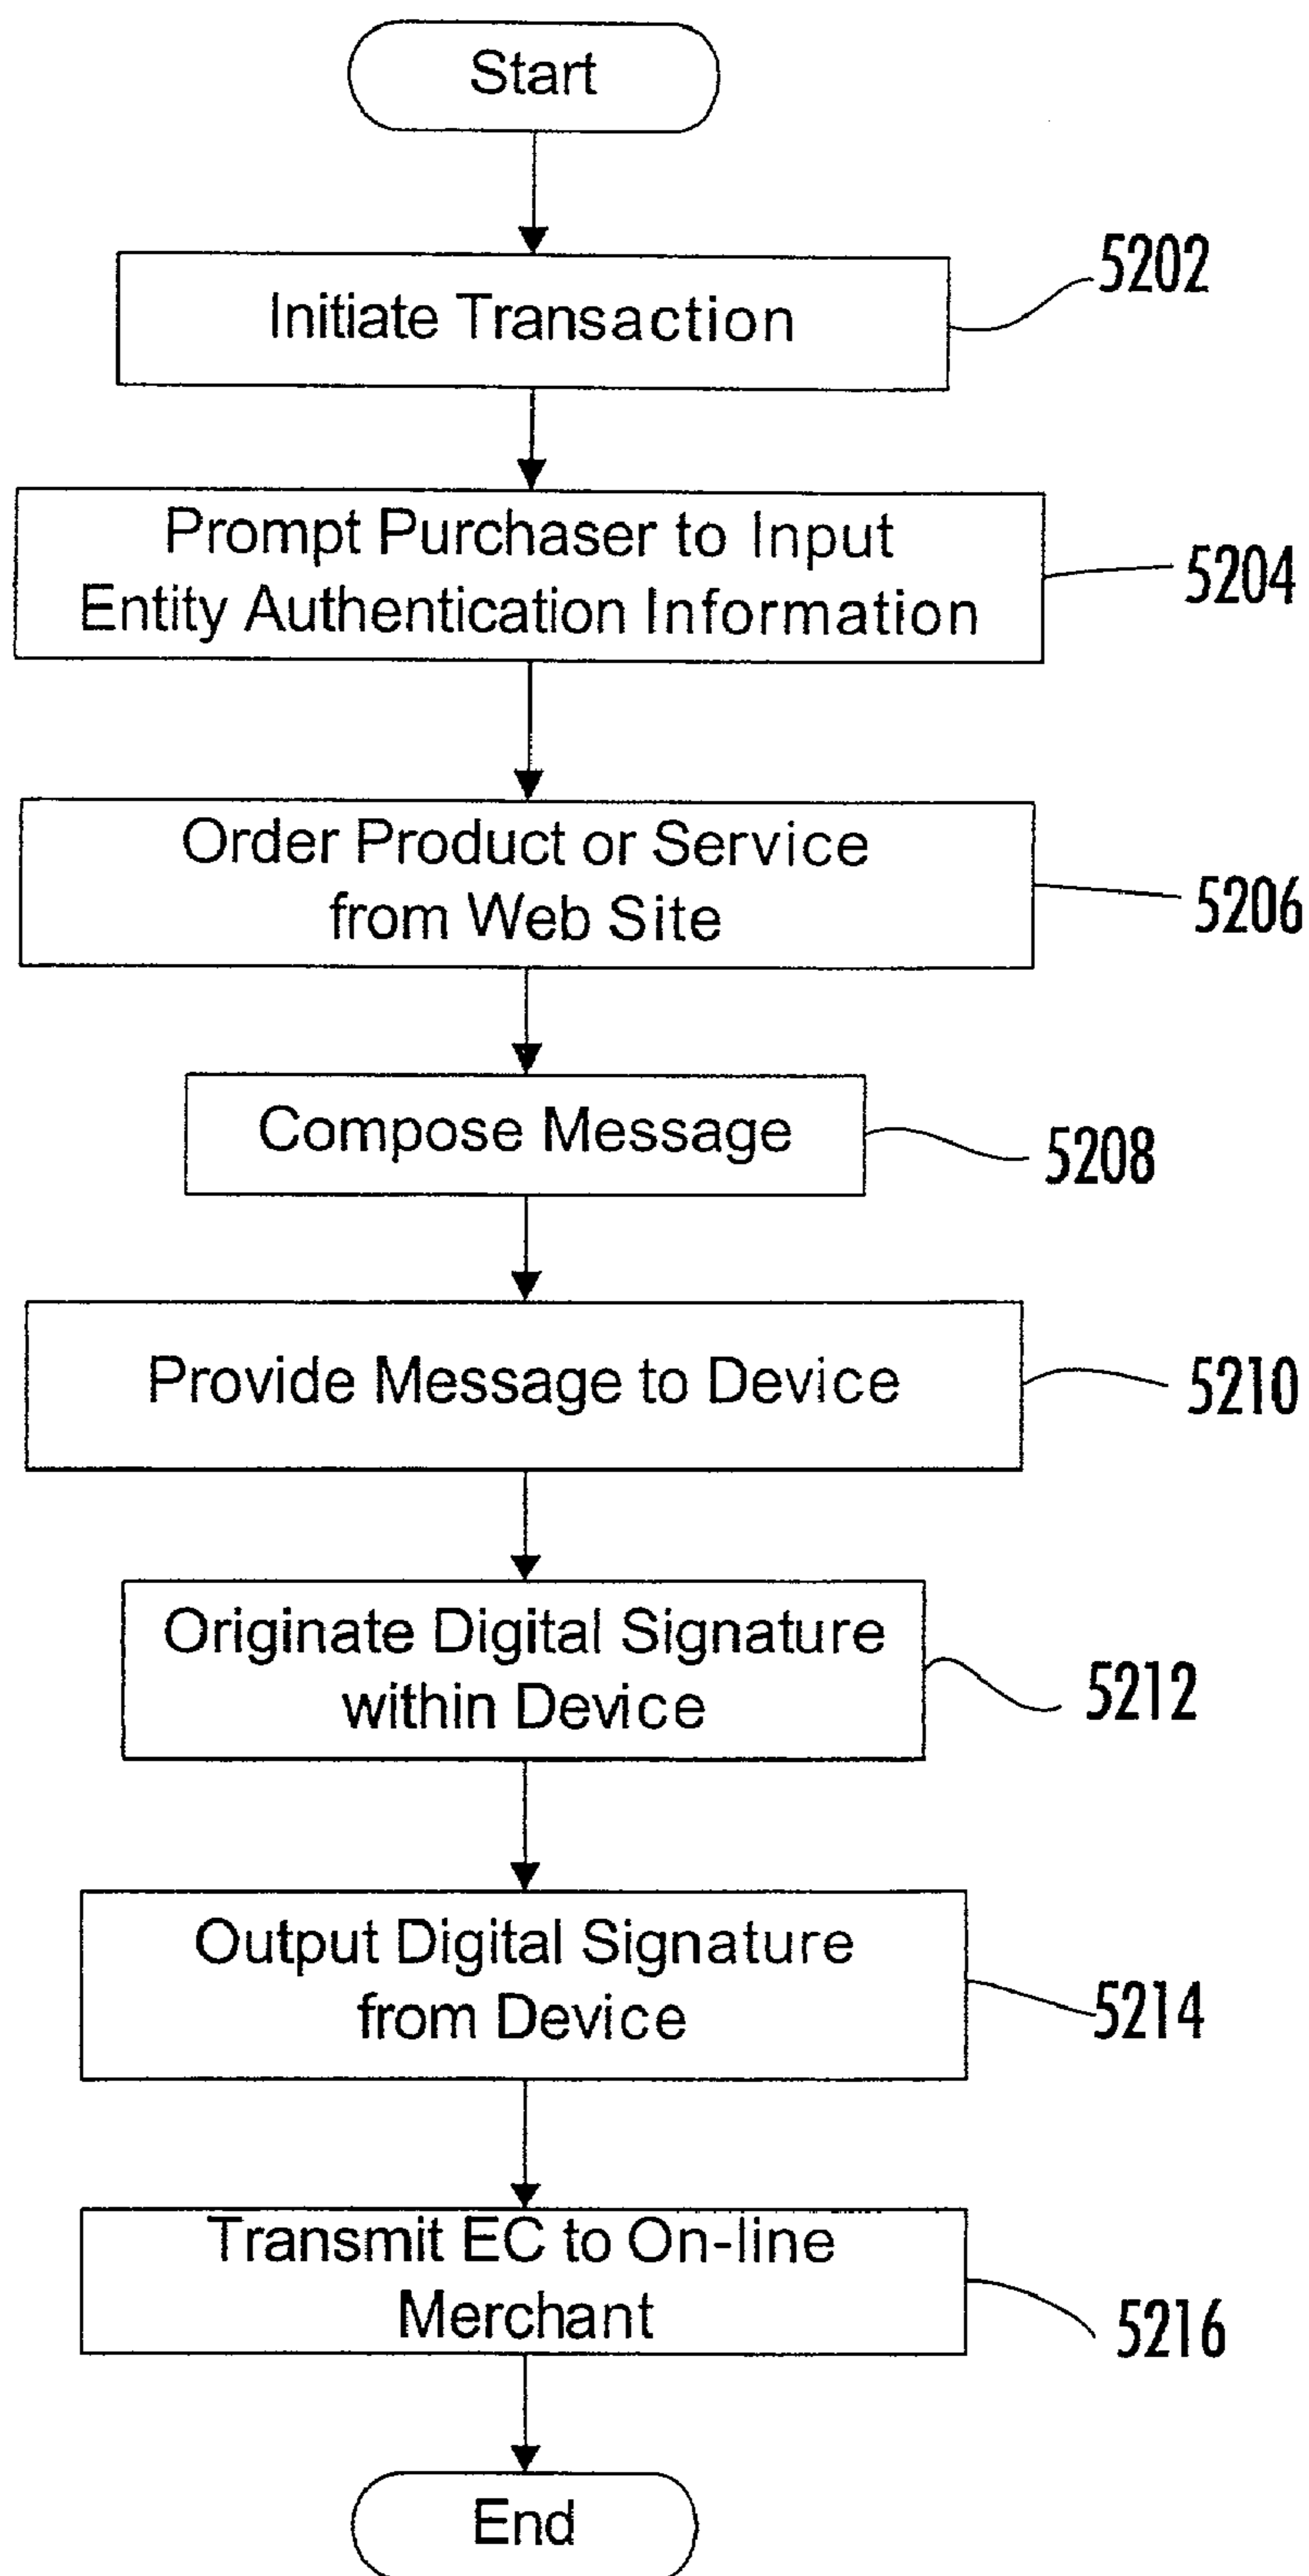 Start
Initiate Transaction
5202
Prompt Purchaser to Input
Entity Authentication Information
5204
Order Product or Service
from Web Site
5206
Compose Message
5208
Provide Message to Device
5210
Originate Digital Signature
within Device
5212
Output Digital Signature
from Device
5214
Transmit EC to On-line
Merchant
5216
End